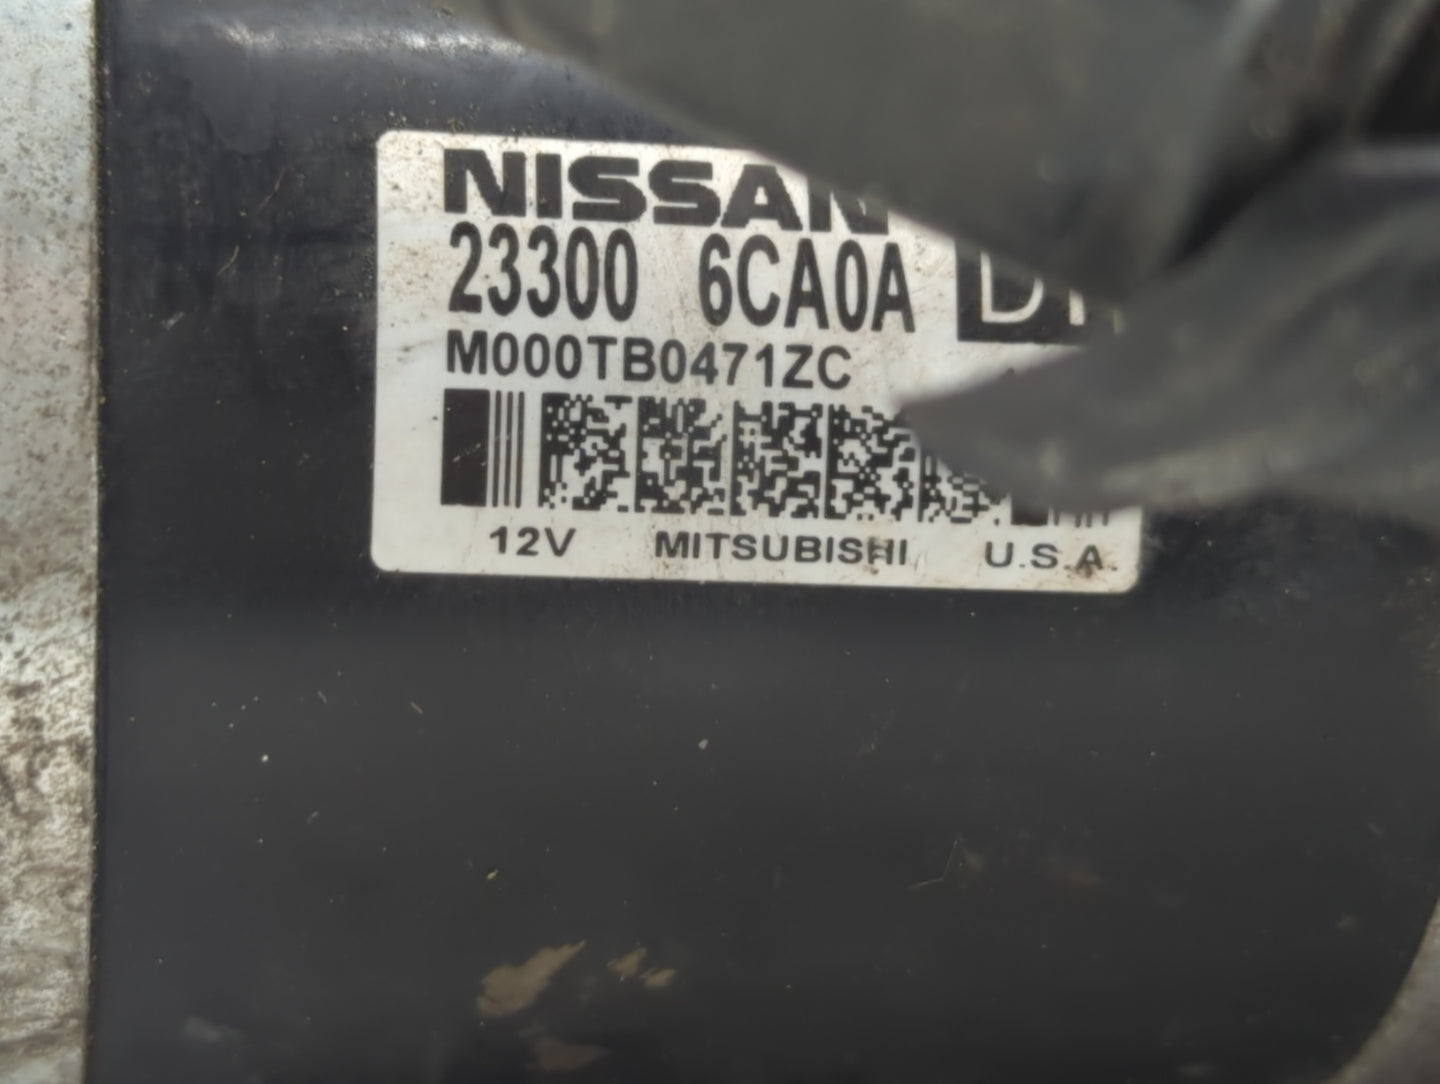 NISSAN
23300 6CA0A
M000TB0471ZC
12V MITSUBISHI U.S.A.